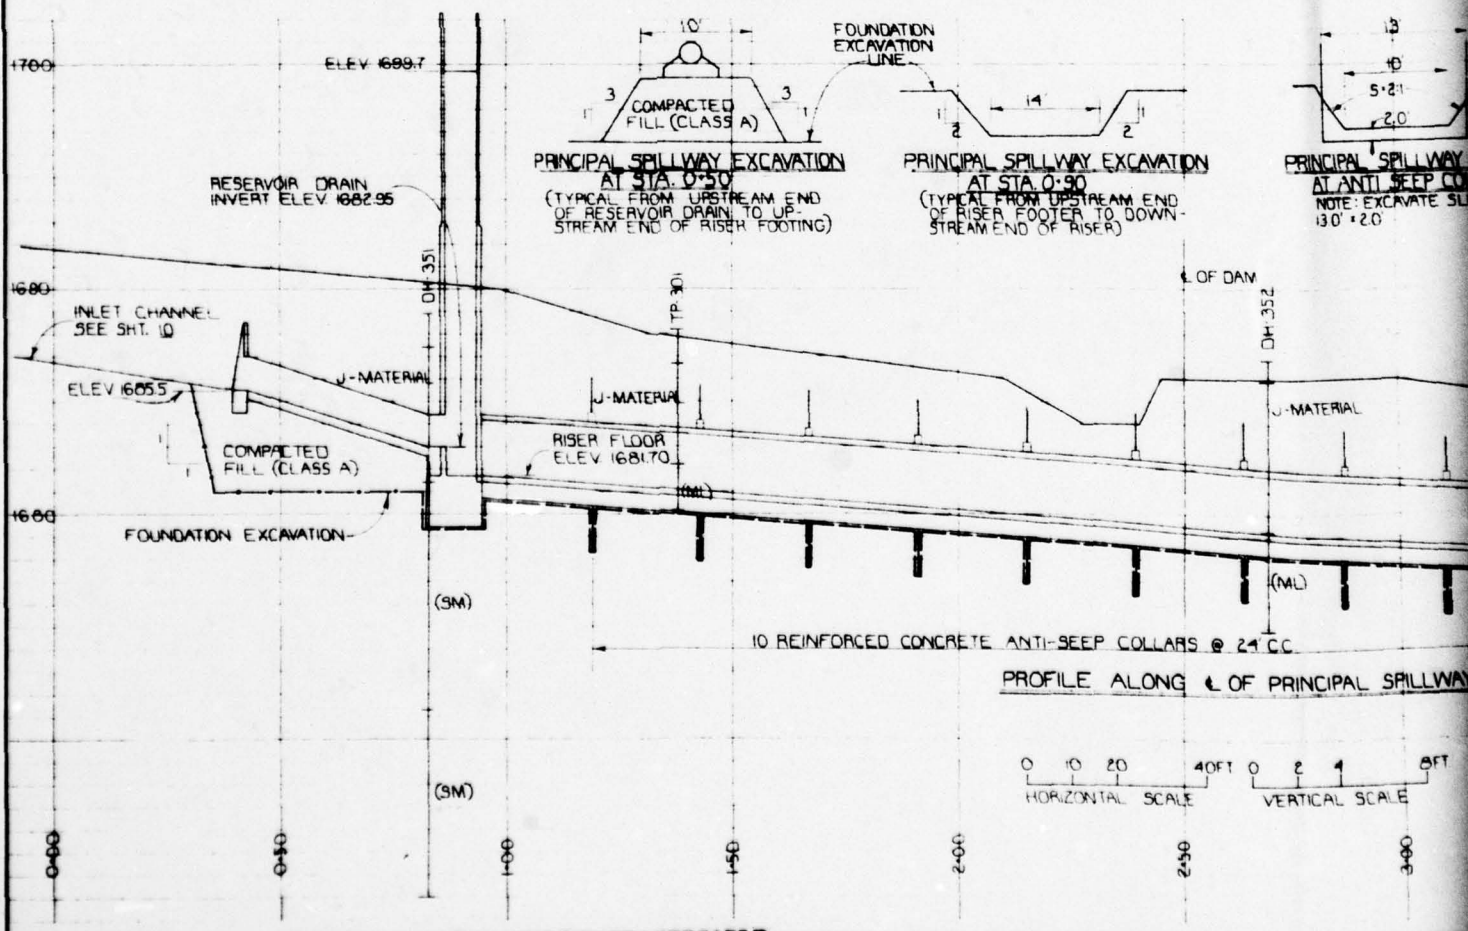 1700
ELEV 1699.7
10'
FOUNDATION
EXCAVATION
LINE
3
3
1
1
COMPACTED
FILL (CLASS A)
PRINCIPAL SPILLWAY EXCAVATION
AT STA. 0+50
(TYPICAL FROM UPSTREAM END
OF RESERVOIR DRAIN TO UP-
STREAM END OF RISER FOOTING)
14'
1
2
1
2
PRINCIPAL SPILLWAY EXCAVATION
AT STA. 0+90
(TYPICAL FROM UPSTREAM END
OF RISER FOOTER TO DOWN-
STREAM END OF RISER)
13'
10'
S=2:1
2.0'
PRINCIPAL SPILLWAY
AT ANTI SEEP CO
NOTE: EXCAVATE SL
13.0' x 2.0'
RESERVOIR DRAIN
INVERT ELEV. 1682.95
1680
DH 351
TP 301
℄ OF DAM
DH 352
INLET CHANNEL
SEE SHT. 10
ELEV 1685.5
J-MATERIAL
J-MATERIAL
J-MATERIAL
1
1
COMPACTED
FILL (CLASS A)
RISER FLOOR
ELEV. 1681.70
(ML)
1660
FOUNDATION EXCAVATION
(SM)
(ML)
10 REINFORCED CONCRETE ANTI-SEEP COLLARS @ 24' C.C.
PROFILE ALONG ℄ OF PRINCIPAL SPILLWAY
(SM)
0 10 20 40FT
HORIZONTAL SCALE
0 2 4 8FT
VERTICAL SCALE
0+00
0+50
1+00
1+50
2+00
2+50
3+00